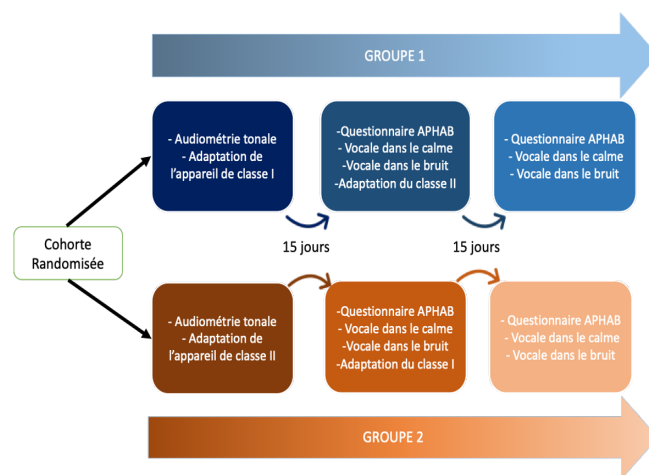 GROUPE 1
- Audiométrie tonale
- Adaptation de
l'appareil de classe I
-Questionnaire APHAB
- Vocale dans le calme
-Vocale dans le bruit
-Adaptation du classe II
- Questionnaire APHAB
- Vocale dans le calme
- Vocale dans le bruit
15 jours
15 jours
Cohorte
Randomisée
- Audiométrie tonale
- Adaptation de
l'appareil de classe II
-Questionnaire APHAB
- Vocale dans le calme
-Vocale dans le bruit
-Adaptation du classe I
- Questionnaire APHAB
- Vocale dans le calme
- Vocale dans le bruit
GROUPE 2